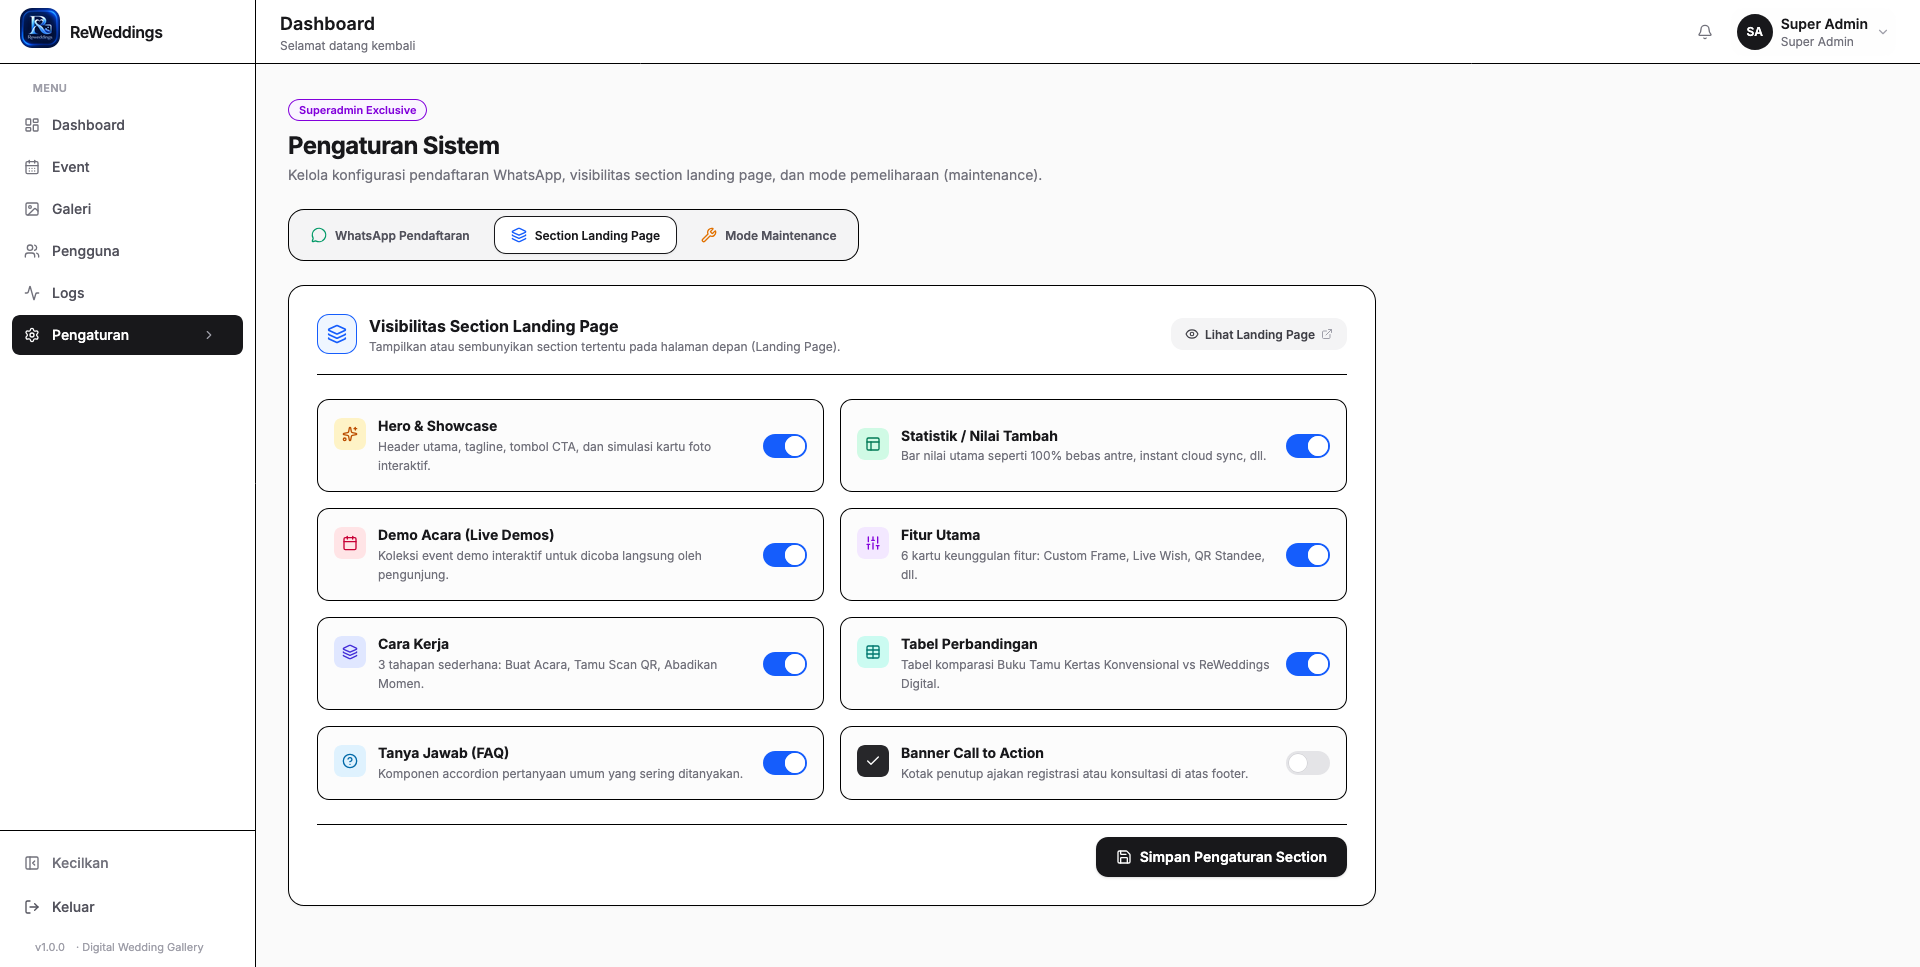 ReWeddings
Dashboard
Selamat datang kembali
SA
Super Admin
Super Admin
MENU
Dashboard
Event
Galeri
Pengguna
Logs
Pengaturan
Kecilkan
Keluar
v1.0.0 · Digital Wedding Gallery
Superadmin Exclusive
Pengaturan Sistem
Kelola konfigurasi pendaftaran WhatsApp, visibilitas section landing page, dan mode pemeliharaan (maintenance).
WhatsApp Pendaftaran
Section Landing Page
Mode Maintenance
Visibilitas Section Landing Page
Tampilkan atau sembunyikan section tertentu pada halaman depan (Landing Page).
Lihat Landing Page
Hero & Showcase
Header utama, tagline, tombol CTA, dan simulasi kartu foto
interaktif.
Statistik / Nilai Tambah
Bar nilai utama seperti 100% bebas antre, instant cloud sync, dll.
Demo Acara (Live Demos)
Koleksi event demo interaktif untuk dicoba langsung oleh
pengunjung.
Fitur Utama
6 kartu keunggulan fitur: Custom Frame, Live Wish, QR Standee,
dll.
Cara Kerja
3 tahapan sederhana: Buat Acara, Tamu Scan QR, Abadikan
Momen.
Tabel Perbandingan
Tabel komparasi Buku Tamu Kertas Konvensional vs ReWeddings
Digital.
Tanya Jawab (FAQ)
Komponen accordion pertanyaan umum yang sering ditanyakan.
Banner Call to Action
Kotak penutup ajakan registrasi atau konsultasi di atas footer.
Simpan Pengaturan Section